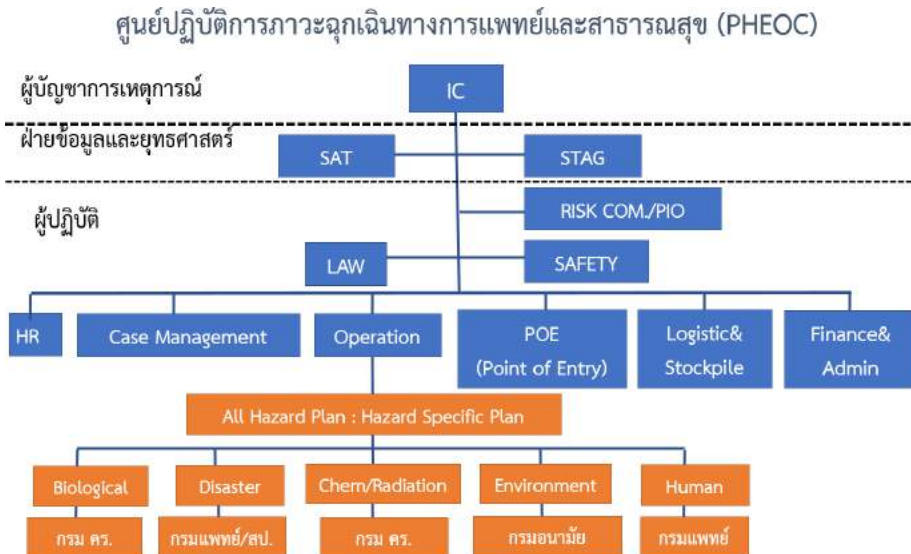 ศูนย์ปฏิบัติการภาวะฉุกเฉินทางการแพทย์และสาธารณสุข (PHEOC)
ผู้บัญชาการเหตุการณ์
IC
ฝ่ายข้อมูลและยุทธศาสตร์
SAT
STAG
ผู้ปฏิบัติ
RISK COM./PIO
LAW
SAFETY
HR
Case Management
Operation
POE
(Point of Entry)
Logistic&
Stockpile
Finance&
Admin
All Hazard Plan : Hazard Specific Plan
Biological
Disaster
Chem/Radiation
Environment
Human
กรม คร.
กรมแพทย์/สป.
กรม คร.
กรมอนามัย
กรมแพทย์